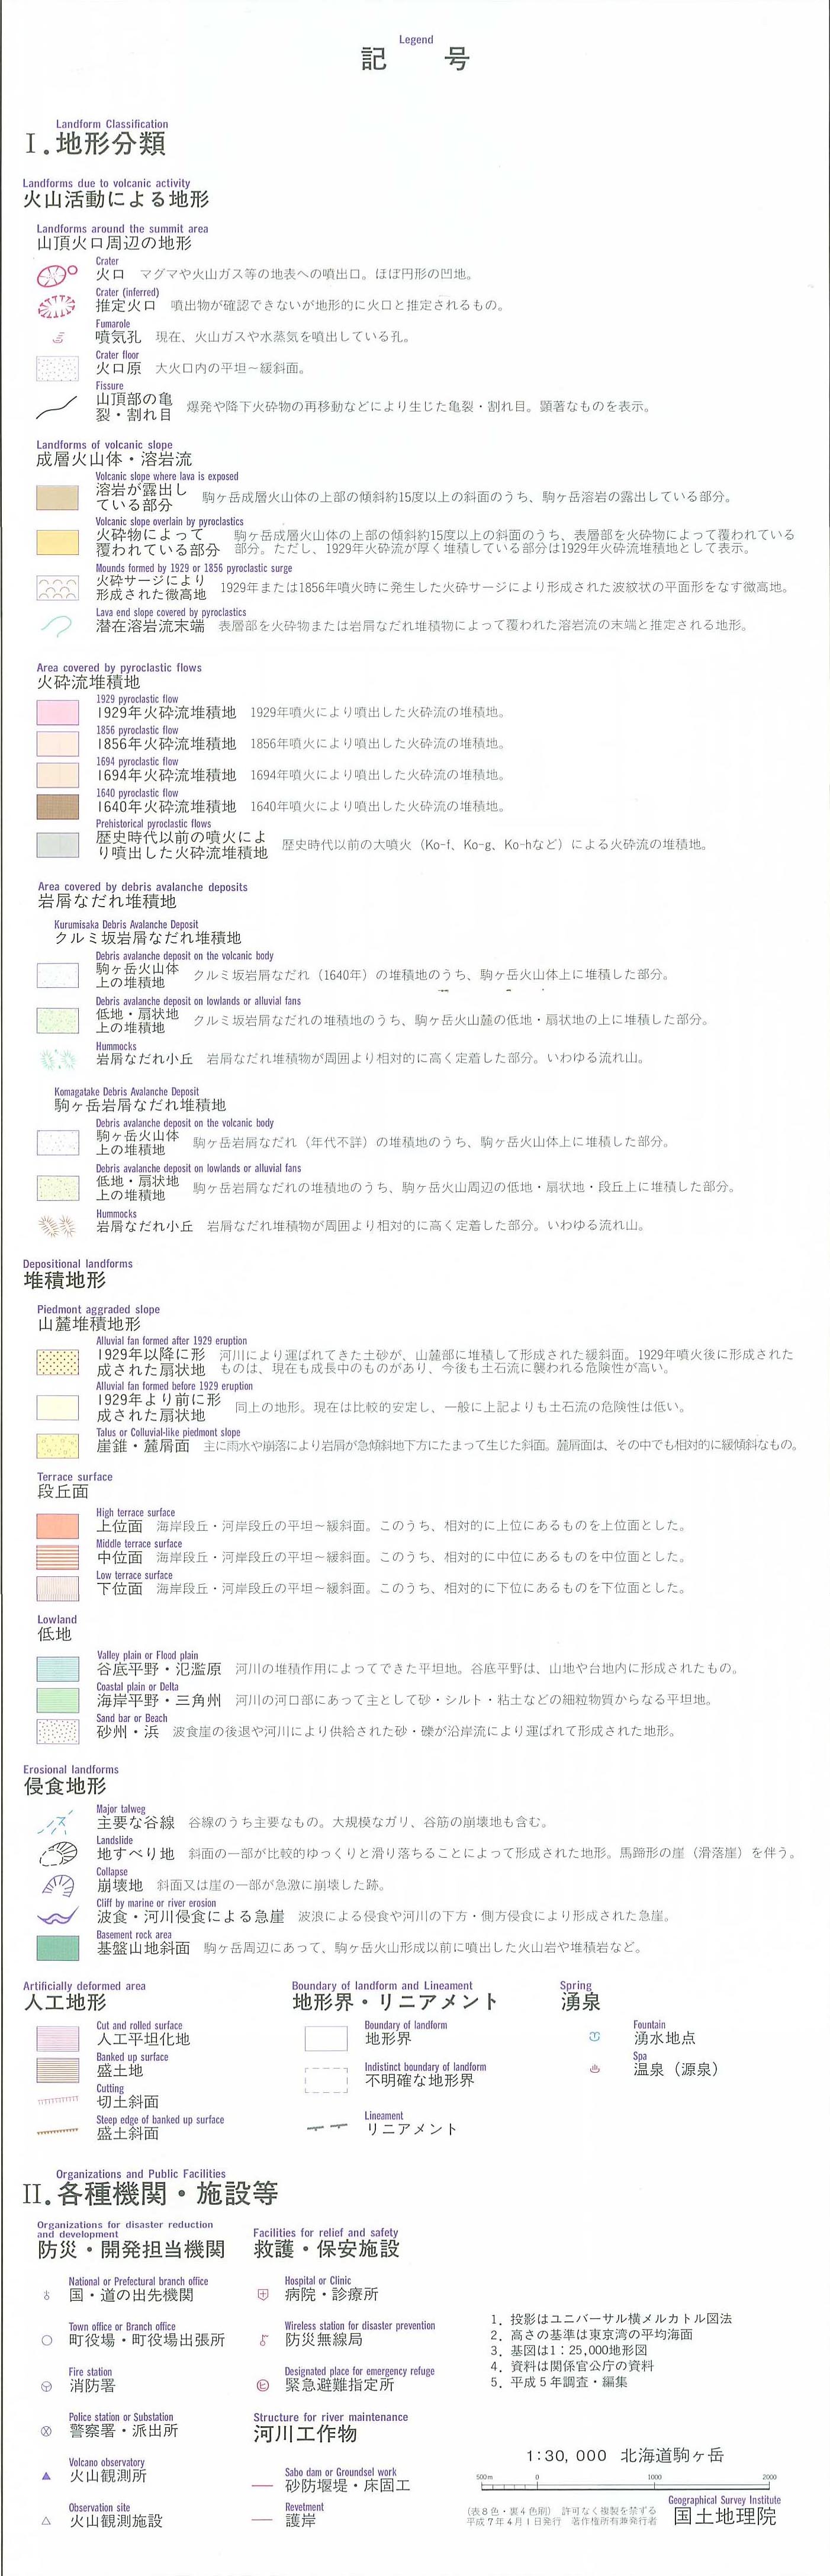 Legend
記 号
Landform Classification
I.地形分類
Landforms due to volcanic activity
火山活動による地形
Landforms around the summit area
山頂火口周辺の地形
Crater
火口 マグマや火山ガス等の地表への噴出口。ほぼ円形の凹地。
Crater (inferred)
推定火口 噴出物が確認できないが地形的に火口と推定されるもの。
Fumarole
噴気孔 現在、火山ガスや水蒸気を噴出している孔。
Crater floor
火口原 大火口内の平坦~緩斜面。
Fissure
山頂部の亀
裂・割れ目 爆発や降下火砕物の再移動などにより生じた亀裂・割れ目。顕著なものを表示。
Landforms of volcanic slope
成層火山体・溶岩流
Volcanic slope where lava is exposed
溶岩が露出し
ている部分 駒ヶ岳成層火山体の上部の傾斜約15度以上の斜面のうち、駒ヶ岳溶岩の露出している部分。
Volcanic slope overlain by pyroclastics
火砕物によって 駒ヶ岳成層火山体の上部の傾斜約15度以上の斜面のうち、表層部を火砕物によって覆われている
覆われている部分 部分。ただし、1929年火砕流が厚く堆積している部分は1929年火砕流堆積地として表示。
Mounds formed by 1929 or 1856 pyroclastic surge
火砕サージにより
形成された微高地 1929年または1856年噴火時に発生した火砕サージにより形成された波紋状の平面形をなす微高地。
Lava end slope covered by pyroclastics
潜在溶岩流末端 表層部を火砕物または岩屑なだれ堆積物によって覆われた溶岩流の末端と推定される地形。
Area covered by pyroclastic flows
火砕流堆積地
1929 pyroclastic flow
1929年火砕流堆積地 1929年噴火により噴出した火砕流の堆積地。
1856 pyroclastic flow
1856年火砕流堆積地 1856年噴火により噴出した火砕流の堆積地。
1694 pyroclastic flow
1694年火砕流堆積地 1694年噴火により噴出した火砕流の堆積地。
1640 pyroclastic flow
1640年火砕流堆積地 1640年噴火により噴出した火砕流の堆積地。
Prehistorical pyroclastic flows
歴史時代以前の噴火によ
り噴出した火砕流堆積地 歴史時代以前の大噴火（Ko-f、Ko-g、Ko-hなど）による火砕流の堆積地。
Area covered by debris avalanche deposits
岩屑なだれ堆積地
Kurumisaka Debris Avalanche Deposit
クルミ坂岩屑なだれ堆積地
Debris avalanche deposit on the volcanic body
駒ヶ岳火山体
上の堆積地 クルミ坂岩屑なだれ（1640年）の堆積地のうち、駒ヶ岳火山体上に堆積した部分。
Debris avalanche deposit on lowlands or alluvial fans
低地・扇状地
上の堆積地 クルミ坂岩屑なだれの堆積地のうち、駒ヶ岳火山麓の低地・扇状地の上に堆積した部分。
Hummocks
岩屑なだれ小丘 岩屑なだれ堆積物が周囲より相対的に高く定着した部分。いわゆる流れ山。
Komagatake Debris Avalanche Deposit
駒ヶ岳岩屑なだれ堆積地
Debris avalanche deposit on the volcanic body
駒ヶ岳火山体
上の堆積地 駒ヶ岳岩屑なだれ（年代不詳）の堆積地のうち、駒ヶ岳火山体上に堆積した部分。
Debris avalanche deposit on lowlands or alluvial fans
低地・扇状地
上の堆積地 駒ヶ岳岩屑なだれの堆積地のうち、駒ヶ岳火山周辺の低地・扇状地・段丘上に堆積した部分。
Hummocks
岩屑なだれ小丘 岩屑なだれ堆積物が周囲より相対的に高く定着した部分。いわゆる流れ山。
Depositional landforms
堆積地形
Piedmont aggraded slope
山麓堆積地形
Alluvial fan formed after 1929 eruption
1929年以降に形 河川により運ばれてきた土砂が、山麓部に堆積して形成された緩斜面。1929年噴火後に形成された
成された扇状地 ものは、現在も成長中のものがあり、今後も土石流に襲われる危険性が高い。
Alluvial fan formed before 1929 eruption
1929年より前に形
成された扇状地 同上の地形。現在は比較的安定し、一般に上記よりも土石流の危険性は低い。
Talus or Colluvial-like piedmont slope
崖錐・麓屑面 主に雨水や崩落により岩屑が急傾斜地下方にたまって生じた斜面。麓屑面は、その中でも相対的に緩傾斜なもの。
Terrace surface
段丘面
High terrace surface
上位面 海岸段丘・河岸段丘の平坦~緩斜面。このうち、相対的に上位にあるものを上位面とした。
Middle terrace surface
中位面 海岸段丘・河岸段丘の平坦~緩斜面。このうち、相対的に中位にあるものを中位面とした。
Low terrace surface
下位面 海岸段丘・河岸段丘の平坦~緩斜面。このうち、相対的に下位にあるものを下位面とした。
Lowland
低地
Valley plain or Flood plain
谷底平野・氾濫原 河川の堆積作用によってできた平坦地。谷底平野は、山地や台地内に形成されたもの。
Coastal plain or Delta
海岸平野・三角州 河川の河口部にあって主として砂・シルト・粘土などの細粒物質からなる平坦地。
Sand bar or Beach
砂州・浜 波食崖の後退や河川により供給された砂・礫が沿岸流により運ばれて形成された地形。
Erosional landforms
侵食地形
Major talweg
主要な谷線 谷線のうち主要なもの。大規模なガリ、谷筋の崩壊地も含む。
Landslide
地すべり地 斜面の一部が比較的ゆっくりと滑り落ちることによって形成された地形。馬蹄形の崖（滑落崖）を伴う。
Collapse
崩壊地 斜面又は崖の一部が急激に崩壊した跡。
Cliff by marine or river erosion
波食・河川侵食による急崖 波浪による侵食や河川の下方・側方侵食により形成された急崖。
Basement rock area
基盤山地斜面 駒ヶ岳周辺にあって、駒ヶ岳火山形成以前に噴出した火山岩や堆積岩など。
Artificially deformed area
人工地形
Cut and rolled surface
人工平坦化地
Banked up surface
盛土地
Cutting
切土斜面
Steep edge of banked up surface
盛土斜面
Boundary of landform and Lineament
地形界・リニアメント
Boundary of landform
地形界
Indistinct boundary of landform
不明確な地形界
Lineament
リニアメント
Spring
湧泉
Fountain
湧水地点
Spa
温泉（源泉）
Organizations and Public Facilities
II.各種機関・施設等
Organizations for disaster reduction
and development
防災・開発担当機関
National or Prefectural branch office
国・道の出先機関
Town office or Branch office
町役場・町役場出張所
Fire station
消防署
Police station or Substation
警察署・派出所
Volcano observatory
火山観測所
Observation site
火山観測施設
Facilities for relief and safety
救護・保安施設
Hospital or Clinic
病院・診療所
Wireless station for disaster prevention
防災無線局
Designated place for emergency refuge
緊急避難指定所
Structure for river maintenance
河川工作物
Sabo dam or Groundsel work
砂防堰堤・床固工
Revetment
護岸
1. 投影はユニバーサル横メルカトル図法
2. 高さの基準は東京湾の平均海面
3. 基図は1：25,000地形図
4. 資料は関係官公庁の資料
5. 平成5年調査・編集
1:30,000 北海道駒ヶ岳
500m 0 1000 2000
（表8色・裏4色刷） 許可なく複製を禁ずる
平成7年4月1日発行 著作権所有兼発行者
Geographical Survey Institute
国土地理院